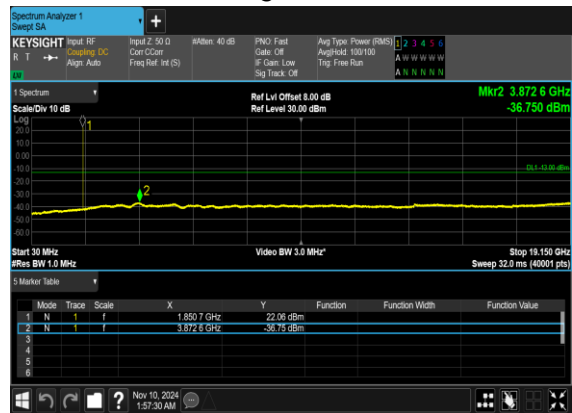 Spectrum Analyzer 1
Swept SA
+
KEYSIGHT Input: RF Input Z: 50 Ω #Atten: 40 dB PNO: Fast Avg Type: Power (RMS) 1 2 3 4 5 6
R T Coupling: DC Corr CCorr Gate: Off Avg|Hold: 100/100 A W W W W W
Align: Auto Freq Ref: Int (S) IF Gain: Low Trig: Free Run
LW Sig Track: Off A N N N N N
1 Spectrum Ref Lvl Offset 8.00 dB Mkr2 3.872 6 GHz
Scale/Div 10 dB Ref Level 30.00 dBm -36.750 dBm
Log
1
20.0
10.0
0.00
-10.0
DL1 -13.00 dBm
-20.0
-30.0
2
-40.0
-50.0
-60.0
Start 30 MHz Video BW 3.0 MHz* Stop 19.150 GHz
#Res BW 1.0 MHz Sweep 32.0 ms (40001 pts)
5 Marker Table
Mode Trace Scale X Y Function Function Width Function Value
1 N 1 f 1.850 7 GHz 22.06 dBm
2 N 1 f 3.872 6 GHz -36.75 dBm
3
4
5
6
? Nov 10, 2024
1:57:30 AM